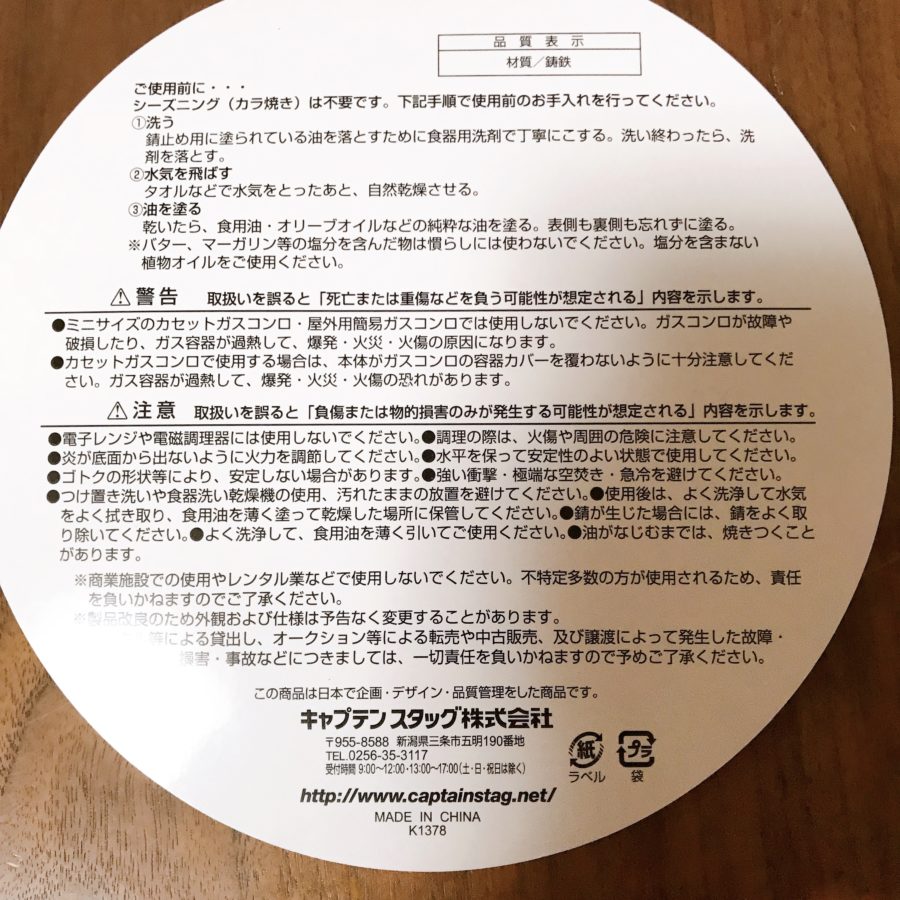 品質表示
材質／鋳鉄
ご使用前に・・・
シーズニング（カラ焼き）は不要です。下記手順で使用前のお手入れを行ってください。
①洗う
錆止め用に塗られている油を落とすために食器用洗剤で丁寧にこする。洗い終わったら、洗
剤を落とす。
②水気を飛ばす
タオルなどで水気をとったあと、自然乾燥させる。
③油を塗る
乾いたら、食用油・オリーブオイルなどの純粋な油を塗る。表側も裏側も忘れずに塗る。
※バター、マーガリン等の塩分を含んだ物は慣らしには使わないでください。塩分を含まない
植物オイルをご使用ください。
⚠警告 取扱いを誤ると「死亡または重傷などを負う可能性が想定される」内容を示します。
●ミニサイズのカセットガスコンロ・屋外用簡易ガスコンロでは使用しないでください。ガスコンロが故障や
破損したり、ガス容器が過熱して、爆発・火災・火傷の原因になります。
●カセットガスコンロで使用する場合は、本体がガスコンロの容器カバーを覆わないように十分注意してくだ
さい。ガス容器が過熱して、爆発・火災・火傷の恐れがあります。
⚠注意 取扱いを誤ると「負傷または物的損害のみが発生する可能性が想定される」内容を示します。
●電子レンジや電磁調理器には使用しないでください。●調理の際は、火傷や周囲の危険に注意してください。
●炎が底面から出ないように火力を調節してください。●水平を保って安定性のよい状態で使用してください。
●ゴトクの形状等により、安定しない場合があります。●強い衝撃・極端な空焚き・急冷を避けてください。
●つけ置き洗いや食器洗い乾燥機の使用、汚れたままの放置を避けてください。●使用後は、よく洗浄して水気
をよく拭き取り、食用油を薄く塗って乾燥した場所に保管してください。●錆が生じた場合には、錆をよく取
り除いてください。●よく洗浄して、食用油を薄く引いてご使用ください。●油がなじむまでは、焼きつくこと
があります。
※商業施設での使用やレンタル業などで使用しないでください。不特定多数の方が使用されるため、責任
を負いかねますのでご了承ください。
※製品改良のため外観および仕様は予告なく変更することがあります。
等による貸出し、オークション等による転売や中古販売、及び譲渡によって発生した故障・
損害・事故などにつきましては、一切責任を負いかねますので予めご了承ください。
この商品は日本で企画・デザイン・品質管理をした商品です。
キャプテンスタッグ株式会社
〒955-8588 新潟県三条市五明190番地
TEL.0256-35-3117
受付時間 9:00～12:00・13:00～17:00（土・日・祝日は除く）
紙 プラ
ラベル 袋
http://www.captainstag.net/
MADE IN CHINA
K1378